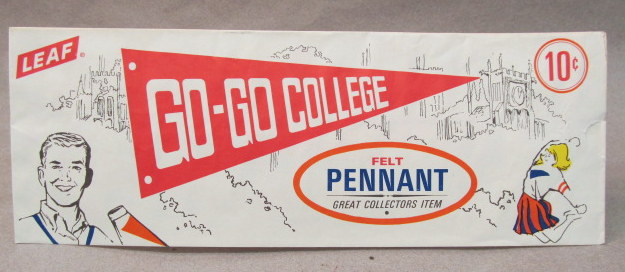 LEAF
10¢
GO-GO COLLEGE
FELT
PENNANT
GREAT COLLECTORS ITEM